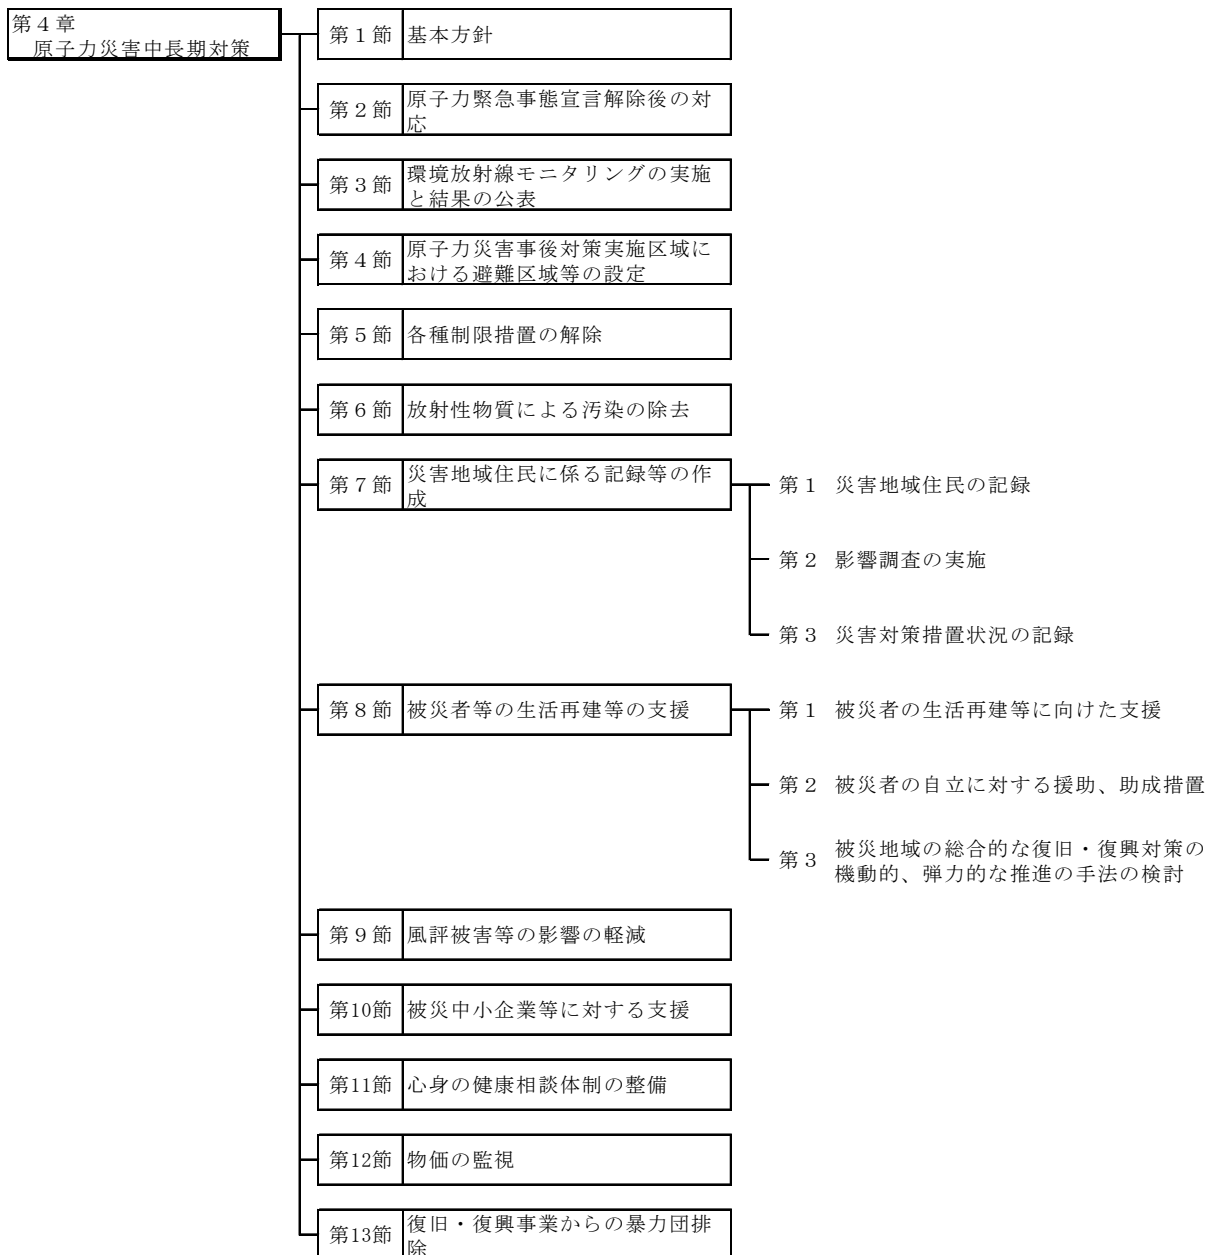 第４章
原子力災害中長期対策
第１節 基本方針
第２節 原子力緊急事態宣言解除後の対
応
第３節 環境放射線モニタリングの実施
と結果の公表
第４節 原子力災害事後対策実施区域に
おける避難区域等の設定
第５節 各種制限措置の解除
第６節 放射性物質による汚染の除去
第７節 災害地域住民に係る記録等の作
成
第１ 災害地域住民の記録
第２ 影響調査の実施
第３ 災害対策措置状況の記録
第８節 被災者等の生活再建等の支援
第１ 被災者の生活再建等に向けた支援
第２ 被災者の自立に対する援助、助成措置
第３ 被災地域の総合的な復旧・復興対策の
機動的、弾力的な推進の手法の検討
第９節 風評被害等の影響の軽減
第10節 被災中小企業等に対する支援
第11節 心身の健康相談体制の整備
第12節 物価の監視
第13節 復旧・復興事業からの暴力団排
除